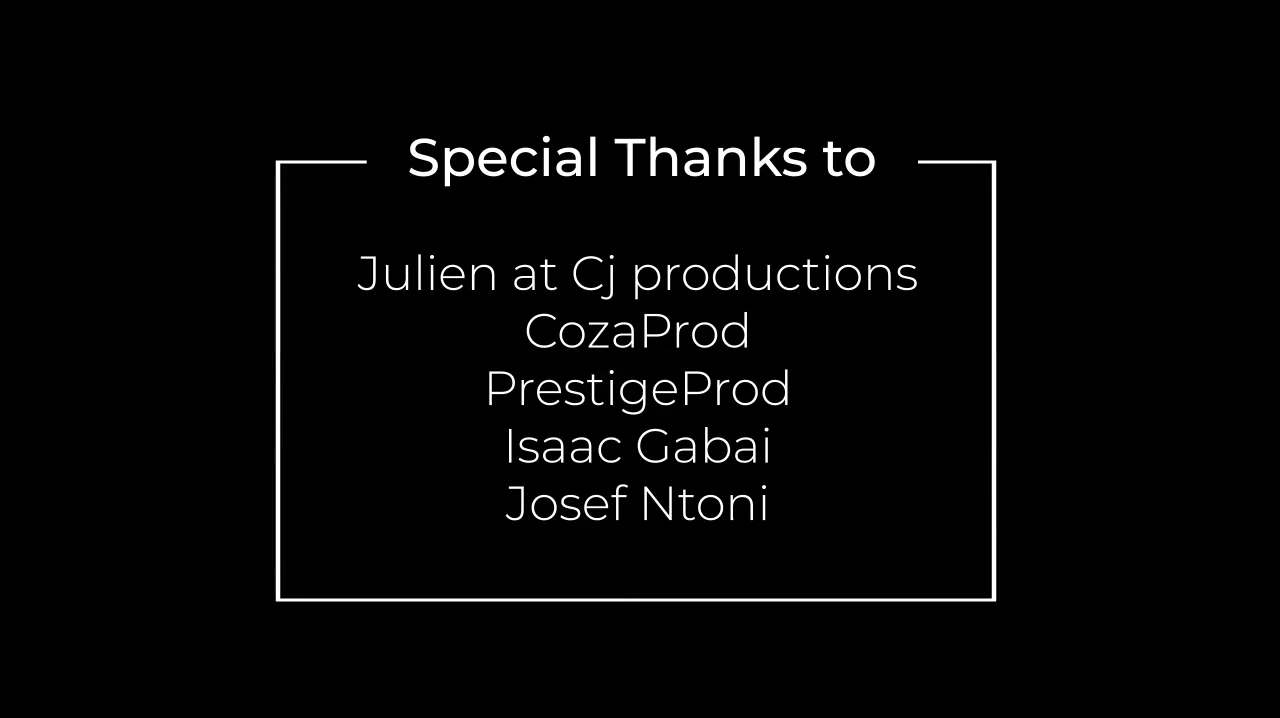 Special Thanks to
Julien at Cj productions
CozaProd
PrestigeProd
Isaac Gabai
Josef Ntoni